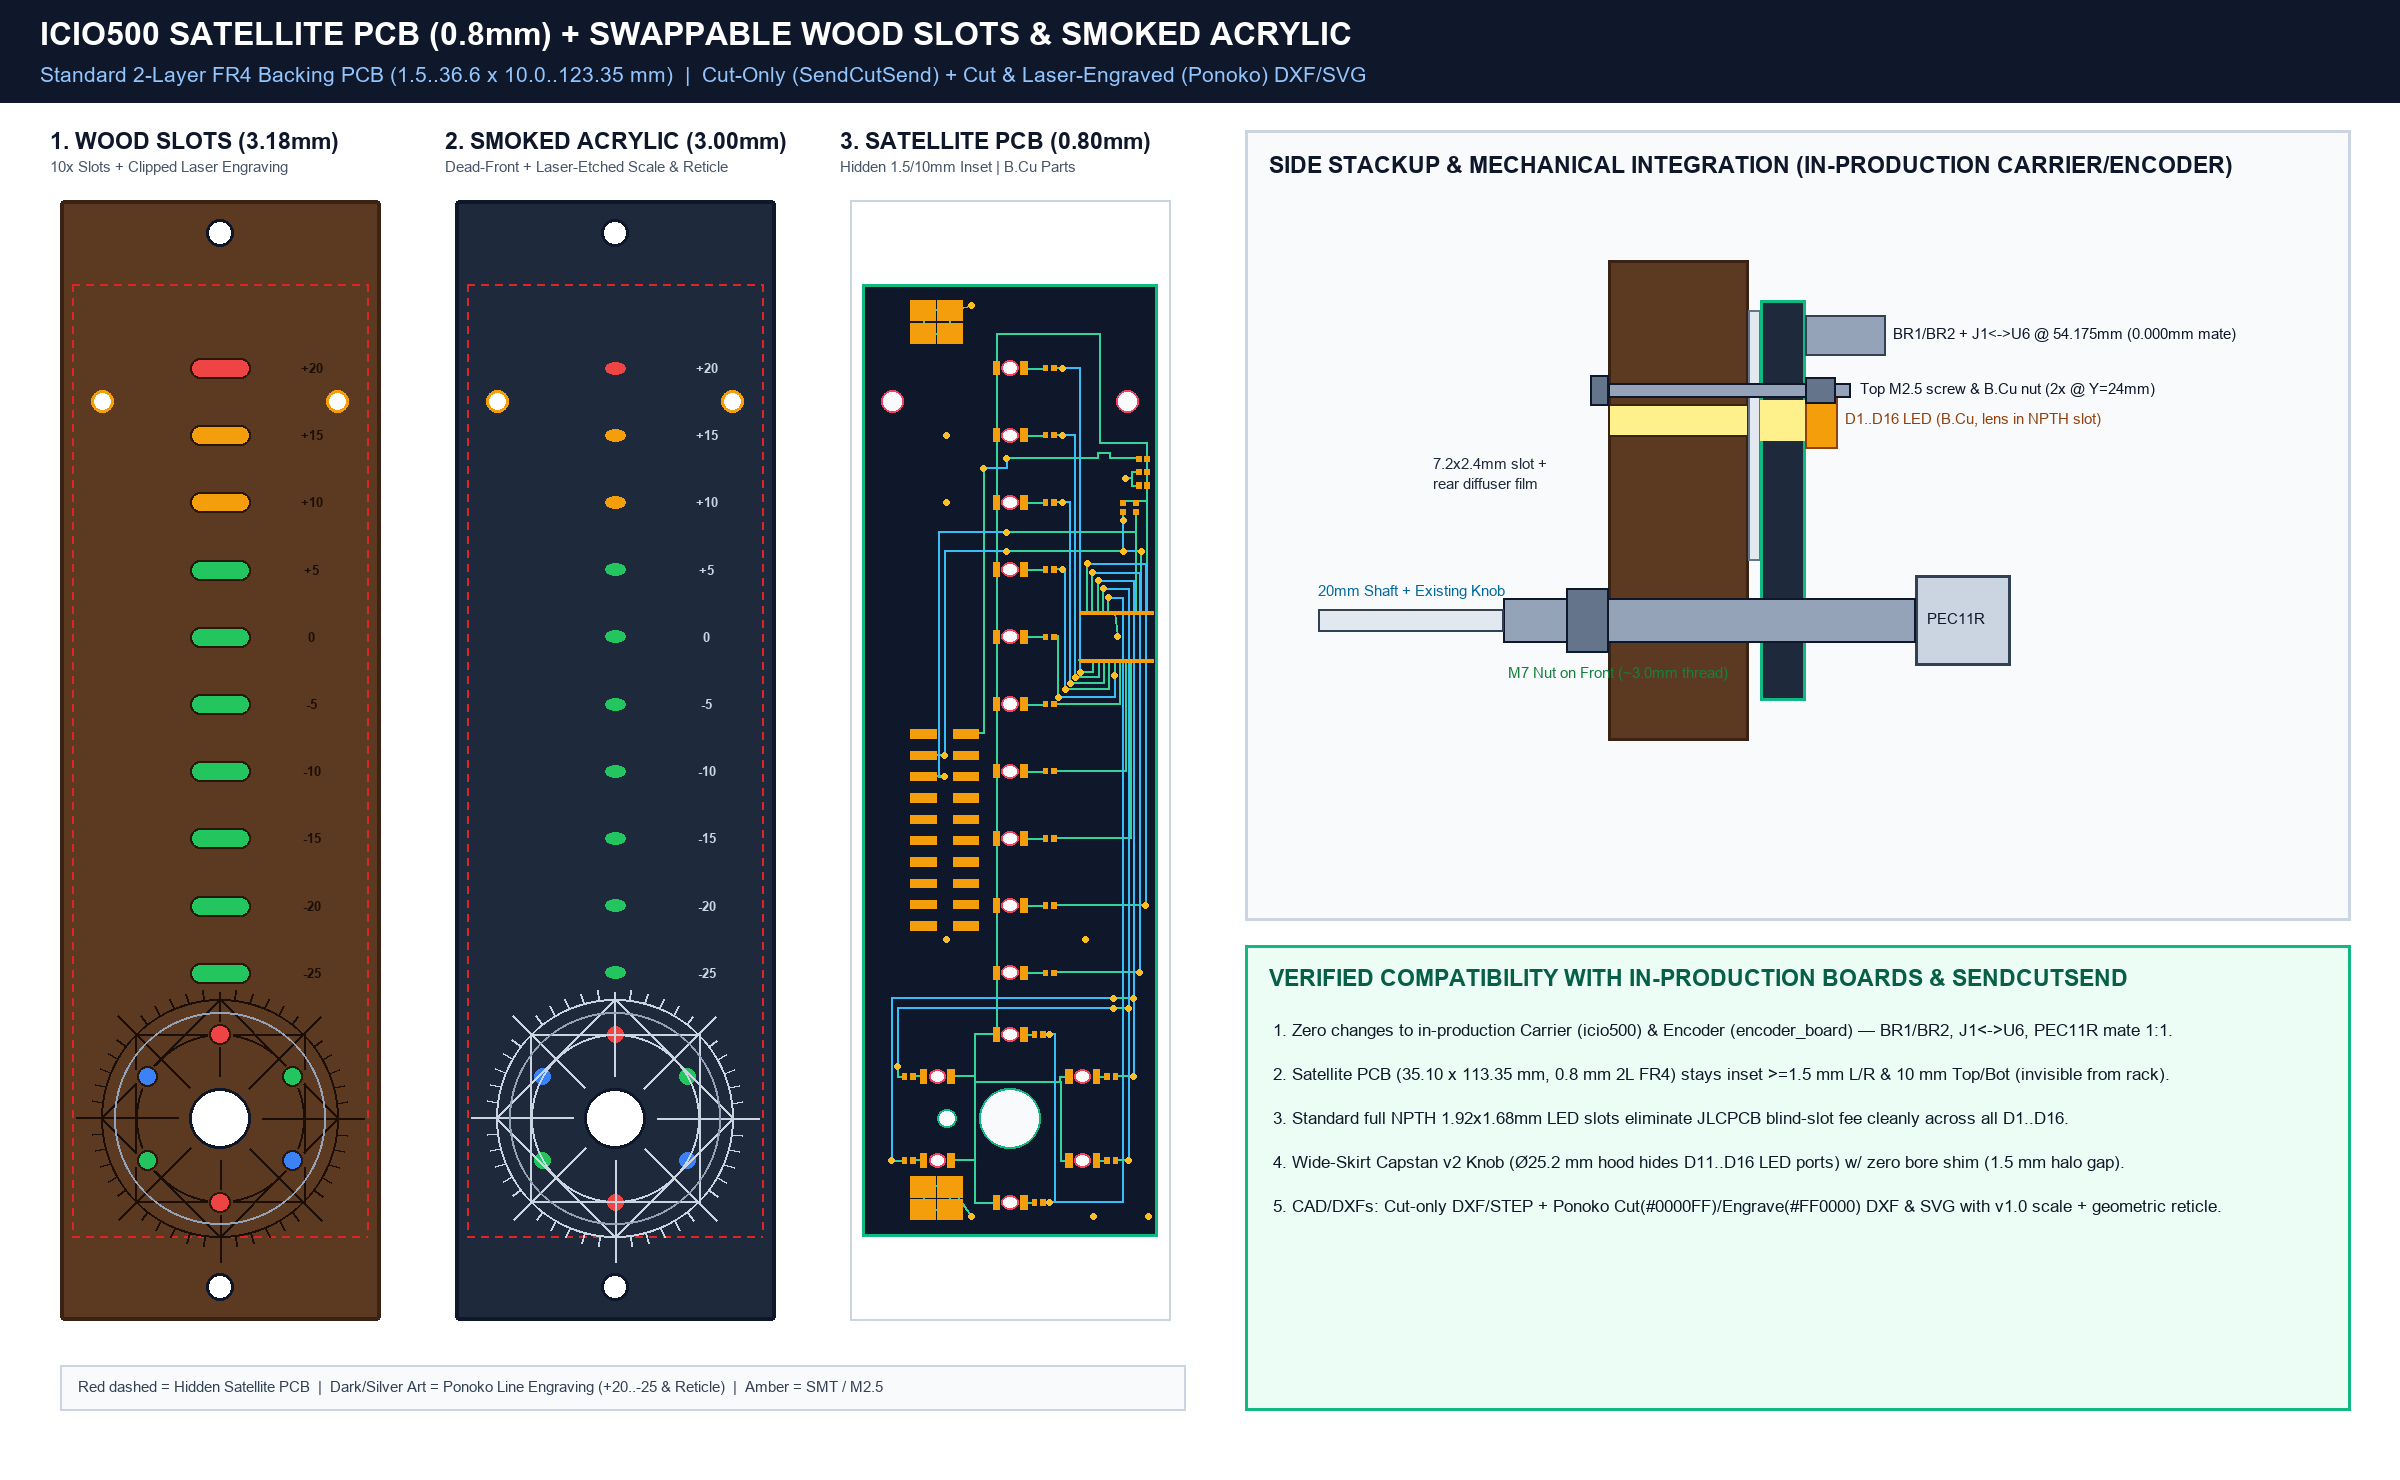 ICIO500 SATELLITE PCB (0.8mm) + SWAPPABLE WOOD SLOTS & SMOKED ACRYLIC
Standard 2-Layer FR4 Backing PCB (1.5..36.6 x 10.0..123.35 mm)  |  Cut-Only (SendCutSend) + Cut & Laser-Engraved (Ponoko) DXF/SVG
1. WOOD SLOTS (3.18mm)
10x Slots + Clipped Laser Engraving
+20
+15
+10
+5
0
-5
-10
-15
-20
-25
2. SMOKED ACRYLIC (3.00mm)
Dead-Front + Laser-Etched Scale & Reticle
+20
+15
+10
+5
0
-5
-10
-15
-20
-25
3. SATELLITE PCB (0.80mm)
Hidden 1.5/10mm Inset | B.Cu Parts
Red dashed = Hidden Satellite PCB  |  Dark/Silver Art = Ponoko Line Engraving (+20..-25 & Reticle)  |  Amber = SMT / M2.5
SIDE STACKUP & MECHANICAL INTEGRATION (IN-PRODUCTION CARRIER/ENCODER)
BR1/BR2 + J1<->U6 @ 54.175mm (0.000mm mate)
Top M2.5 screw & B.Cu nut (2x @ Y=24mm)
D1..D16 LED (B.Cu, lens in NPTH slot)
7.2x2.4mm slot +
rear diffuser film
20mm Shaft + Existing Knob
PEC11R
M7 Nut on Front (~3.0mm thread)
VERIFIED COMPATIBILITY WITH IN-PRODUCTION BOARDS & SENDCUTSEND
1. Zero changes to in-production Carrier (icio500) & Encoder (encoder_board) — BR1/BR2, J1<->U6, PEC11R mate 1:1.
2. Satellite PCB (35.10 x 113.35 mm, 0.8 mm 2L FR4) stays inset >=1.5 mm L/R & 10 mm Top/Bot (invisible from rack).
3. Standard full NPTH 1.92x1.68mm LED slots eliminate JLCPCB blind-slot fee cleanly across all D1..D16.
4. Wide-Skirt Capstan v2 Knob (Ø25.2 mm hood hides D11..D16 LED ports) w/ zero bore shim (1.5 mm halo gap).
5. CAD/DXFs: Cut-only DXF/STEP + Ponoko Cut(#0000FF)/Engrave(#FF0000) DXF & SVG with v1.0 scale + geometric reticle.